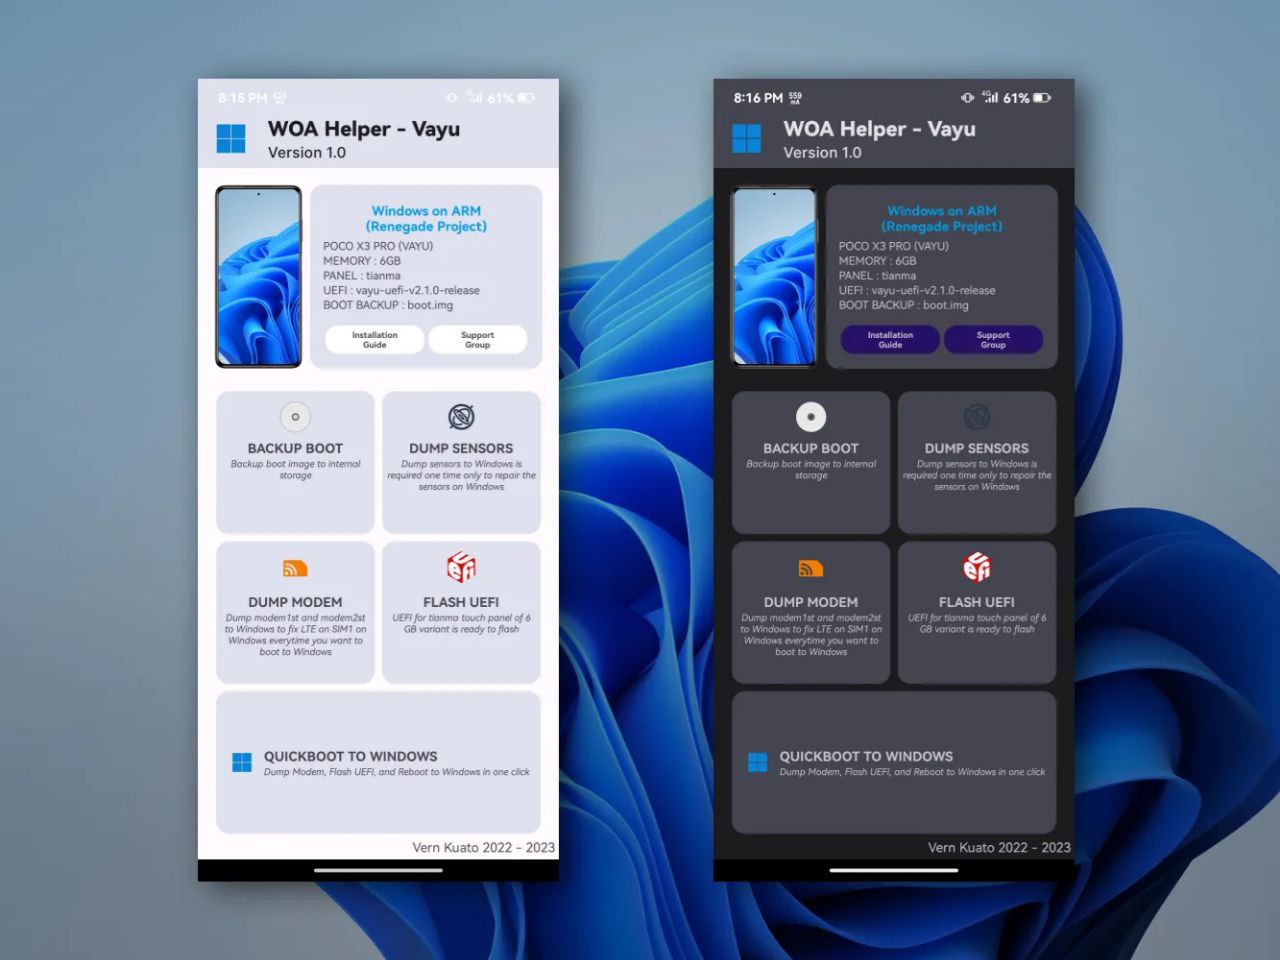 8:15 PM
4G 61%
WOA Helper - Vayu
Version 1.0
Windows on ARM
(Renegade Project)
POCO X3 PRO (VAYU)
MEMORY : 6GB
PANEL : tianma
UEFI : vayu-uefi-v2.1.0-release
BOOT BACKUP : boot.img
Installation
Guide
Support
Group
BACKUP BOOT
Backup boot image to internal
storage
DUMP SENSORS
Dump sensors to Windows is
required one time only to repair the
sensors on Windows
DUMP MODEM
Dump modem1st and modem2st
to Windows to fix LTE on SIM1 on
Windows everytime you want to
boot to Windows
FLASH UEFI
UEFI for tianma touch panel of 6
GB variant is ready to flash
QUICKBOOT TO WINDOWS
Dump Modem, Flash UEFI, and Reboot to Windows in one click
Vern Kuato 2022 - 2023
8:16 PM 559
mA
4G 61%
WOA Helper - Vayu
Version 1.0
Windows on ARM
(Renegade Project)
POCO X3 PRO (VAYU)
MEMORY : 6GB
PANEL : tianma
UEFI : vayu-uefi-v2.1.0-release
BOOT BACKUP : boot.img
Installation
Guide
Support
Group
BACKUP BOOT
Backup boot image to internal
storage
DUMP SENSORS
Dump sensors to Windows is
required one time only to repair the
sensors on Windows
DUMP MODEM
Dump modem1st and modem2st
to Windows to fix LTE on SIM1 on
Windows everytime you want to
boot to Windows
FLASH UEFI
UEFI for tianma touch panel of 6
GB variant is ready to flash
QUICKBOOT TO WINDOWS
Dump Modem, Flash UEFI, and Reboot to Windows in one click
Vern Kuato 2022 - 2023